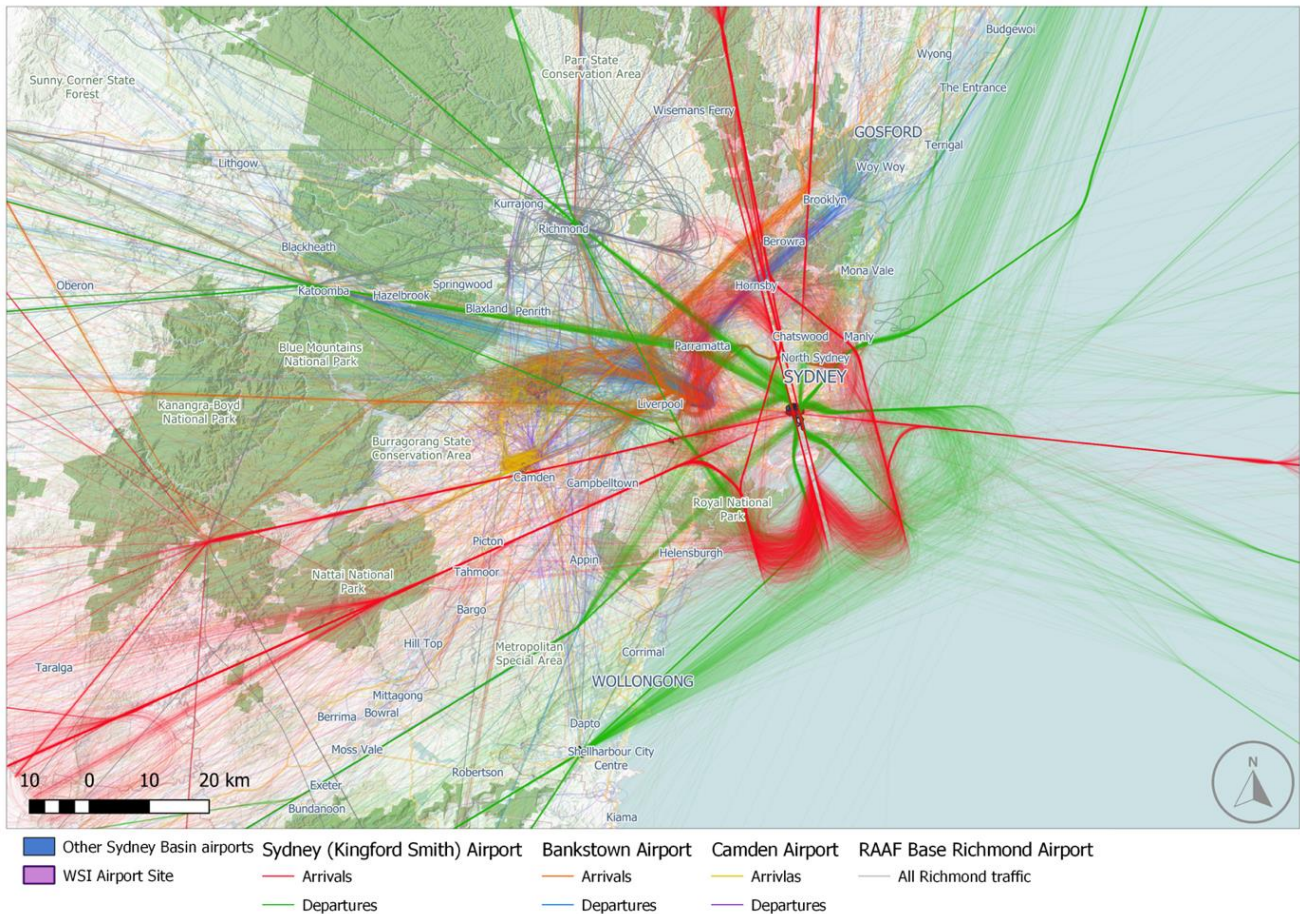 Budgewoi
Wyong
Parr State
Conservation Area
Sunny Corner State
Forest
The Entrance
Wisemans Ferry
GOSFORD
Terrigal
Lithgow
Woy Woy
Kurrajong
Brooklyn
Richmond
Berowra
Blackheath
Mona Vale
Oberon
Springwood
Hornsby
Katoomba
Hazelbrook
Blaxland
Penrith
Chatswood
Manly
Parramatta
Blue Mountains
National Park
North Sydney
SYDNEY
Kanangra-Boyd
National Park
Liverpool
Burragorang State
Conservation Area
Camden
Campbelltown
Royal National
Park
Picton
Helensburgh
Appin
Tahmoor
Nattai National
Park
Bargo
Hill Top
Metropolitan
Special Area
Corrimal
Taralga
WOLLONGONG
Mittagong
Berrima
Bowral
Dapto
Moss Vale
Shellharbour City
Centre
Robertson
Exeter
Bundanoon
Kiama
10 0 10 20 km
N
Other Sydney Basin airports
WSI Airport Site
Sydney (Kingford Smith) Airport
Arrivals
Departures
Bankstown Airport
Arrivals
Departures
Camden Airport
Arrivlas
Departures
RAAF Base Richmond Airport
All Richmond traffic